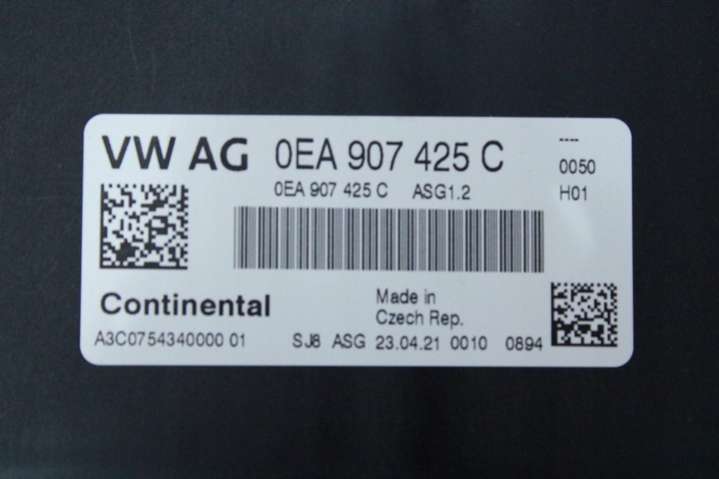 VW AG 0EA 907 425 C ----
0EA 907 425 C ASG1.2 0050
H01
Continental Made in
Czech Rep.
A3C0754340000 01 SJ8 ASG 23.04.21 0010 0894